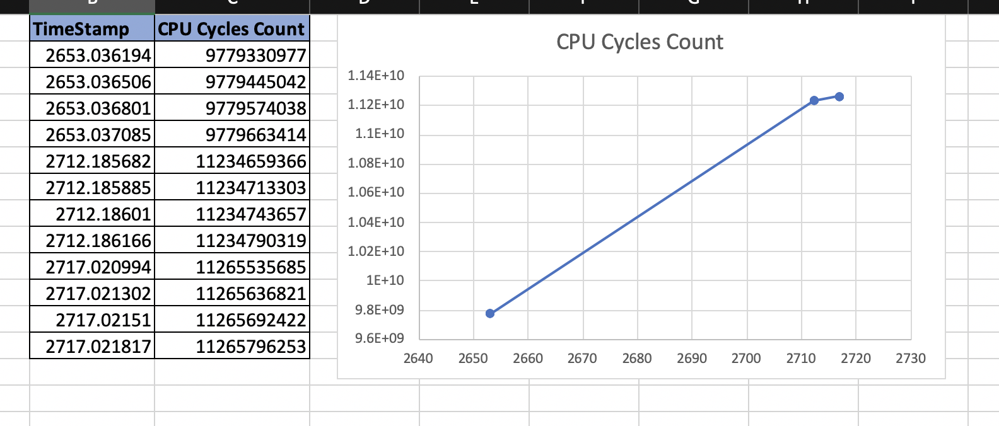 TimeStamp CPU Cycles Count
2653.036194 9779330977
2653.036506 9779445042
2653.036801 9779574038
2653.037085 9779663414
2712.185682 11234659366
2712.185885 11234713303
2712.18601 11234743657
2712.186166 11234790319
2717.020994 11265535685
2717.021302 11265636821
2717.02151 11265692422
2717.021817 11265796253
CPU Cycles Count
1.14E+10
1.12E+10
1.1E+10
1.08E+10
1.06E+10
1.04E+10
1.02E+10
1E+10
9.8E+09
9.6E+09
2640 2650 2660 2670 2680 2690 2700 2710 2720 2730